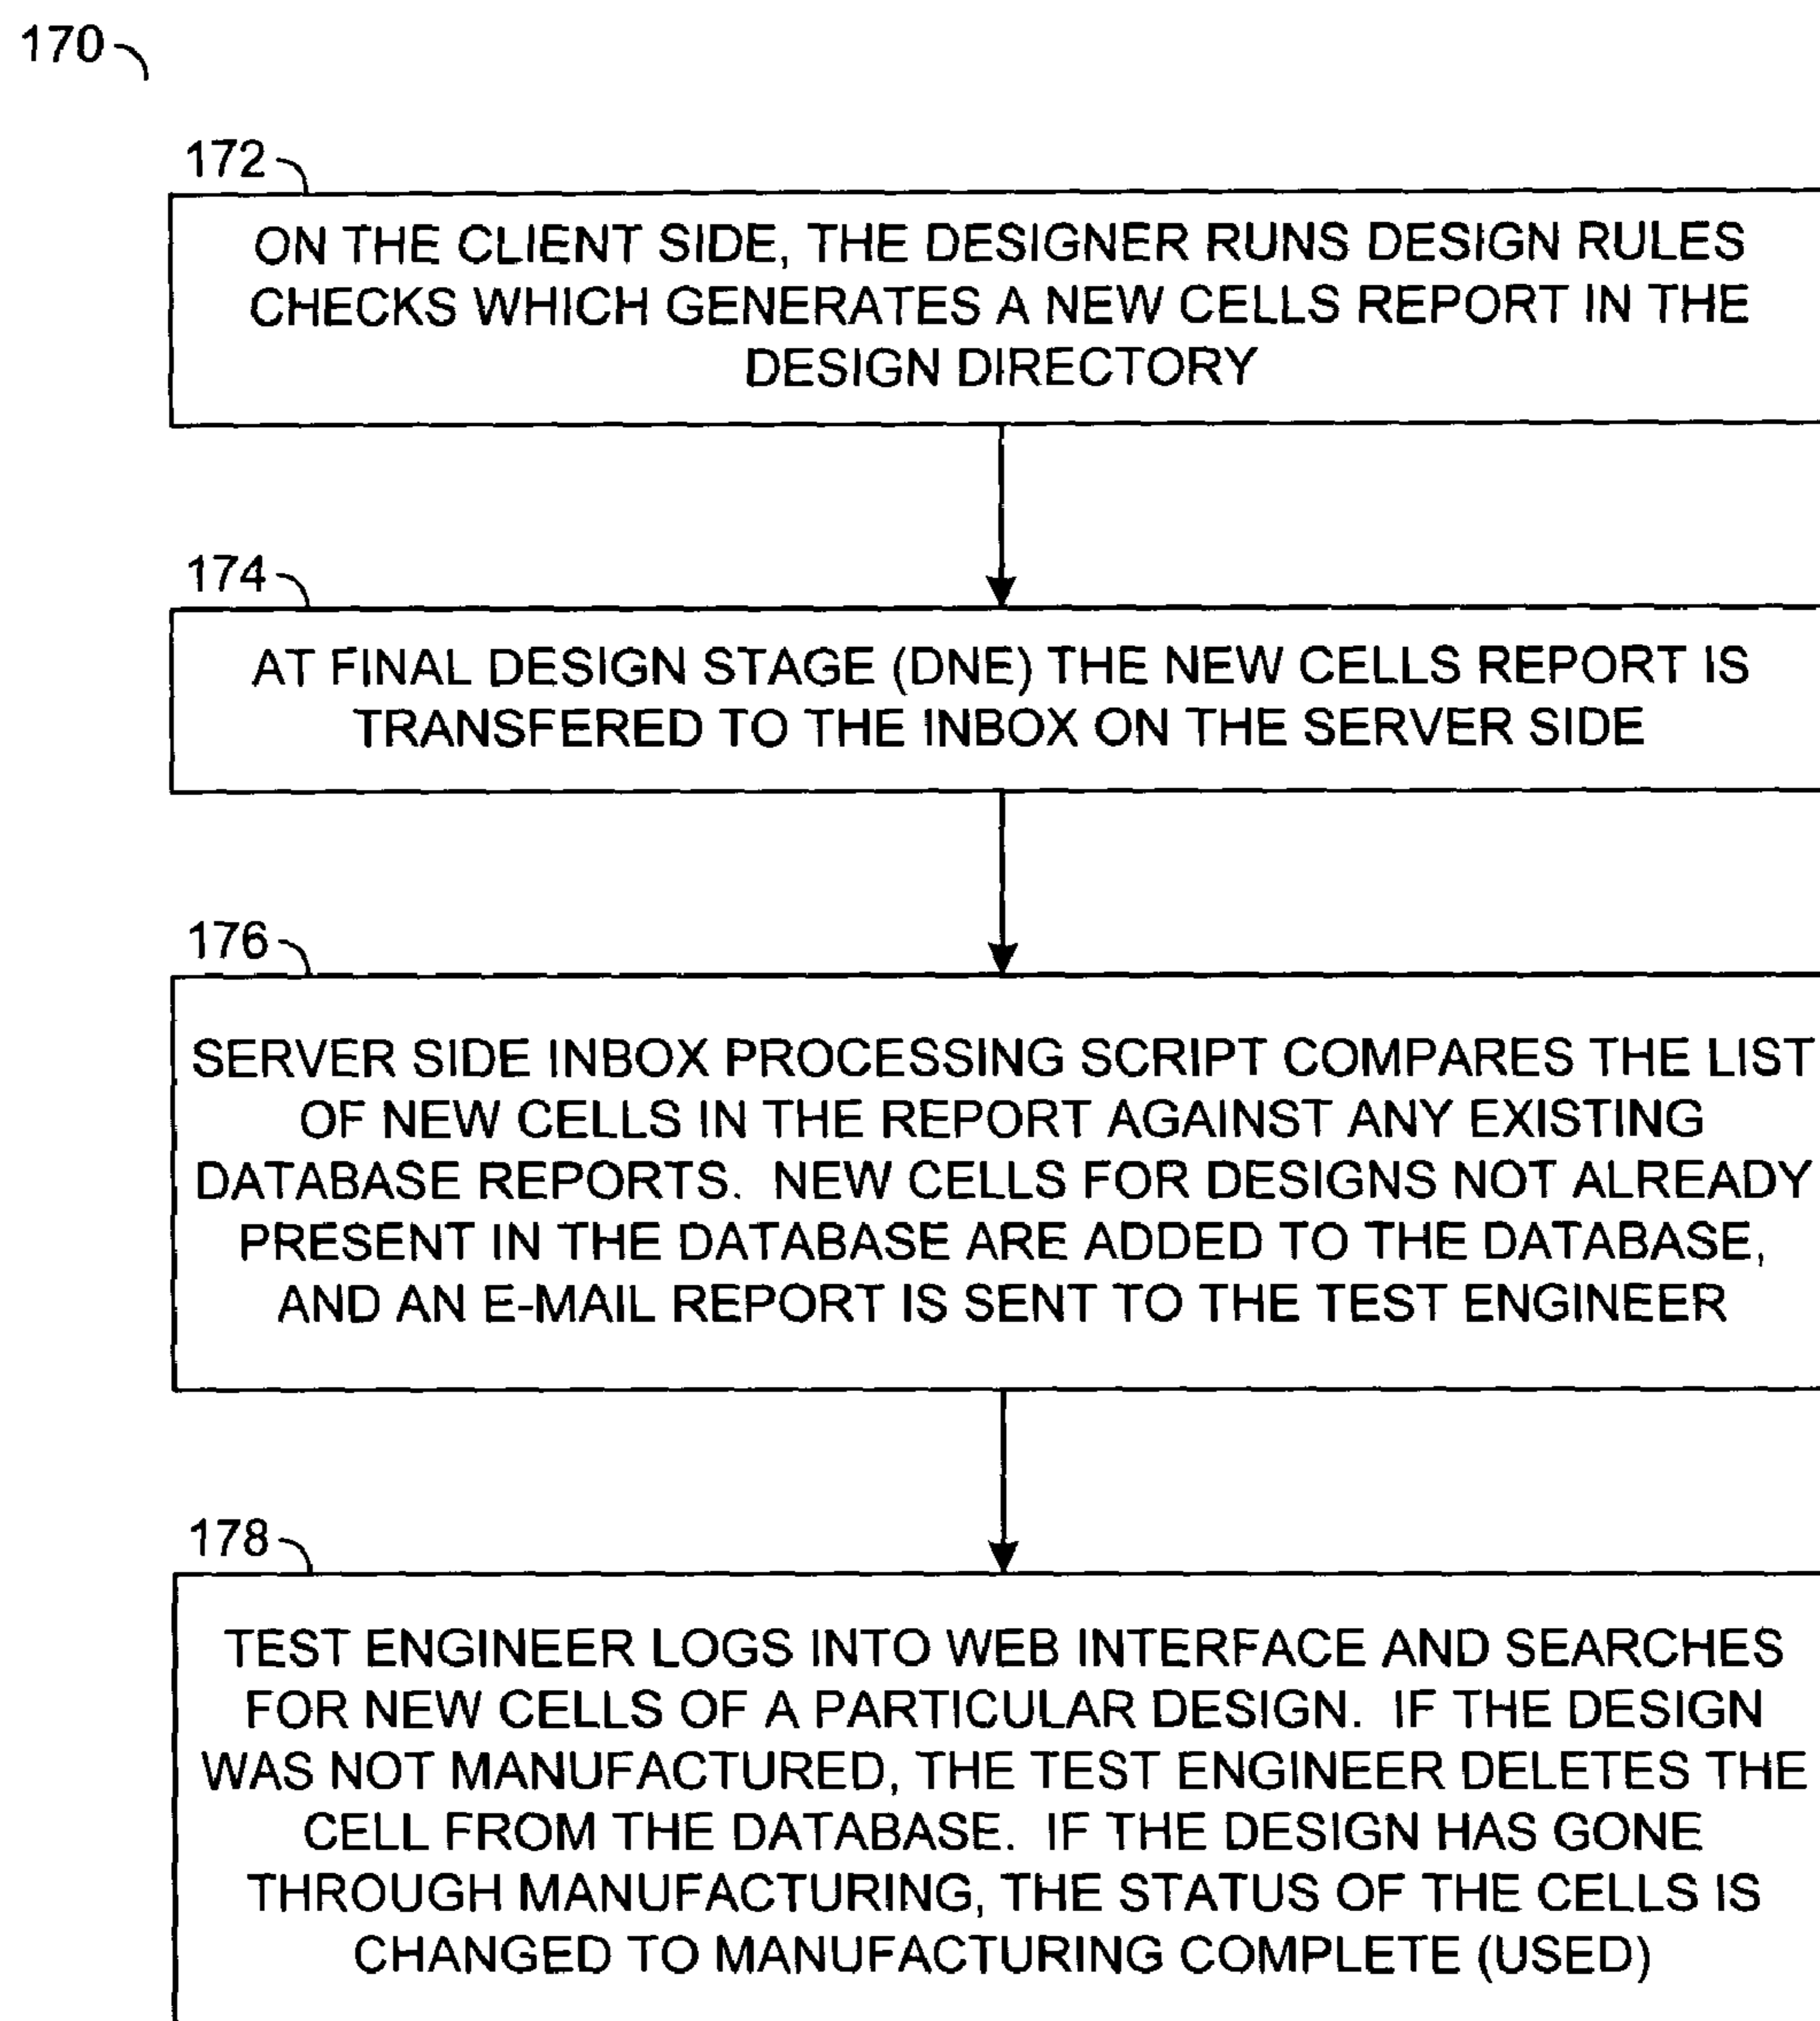 170
172
ON THE CLIENT SIDE, THE DESIGNER RUNS DESIGN RULES
CHECKS WHICH GENERATES A NEW CELLS REPORT IN THE
DESIGN DIRECTORY
174
AT FINAL DESIGN STAGE (DNE) THE NEW CELLS REPORT IS
TRANSFERED TO THE INBOX ON THE SERVER SIDE
176
SERVER SIDE INBOX PROCESSING SCRIPT COMPARES THE LIST
OF NEW CELLS IN THE REPORT AGAINST ANY EXISTING
DATABASE REPORTS. NEW CELLS FOR DESIGNS NOT ALREADY
PRESENT IN THE DATABASE ARE ADDED TO THE DATABASE,
AND AN E-MAIL REPORT IS SENT TO THE TEST ENGINEER
178
TEST ENGINEER LOGS INTO WEB INTERFACE AND SEARCHES
FOR NEW CELLS OF A PARTICULAR DESIGN. IF THE DESIGN
WAS NOT MANUFACTURED, THE TEST ENGINEER DELETES THE
CELL FROM THE DATABASE. IF THE DESIGN HAS GONE
THROUGH MANUFACTURING, THE STATUS OF THE CELLS IS
CHANGED TO MANUFACTURING COMPLETE (USED)